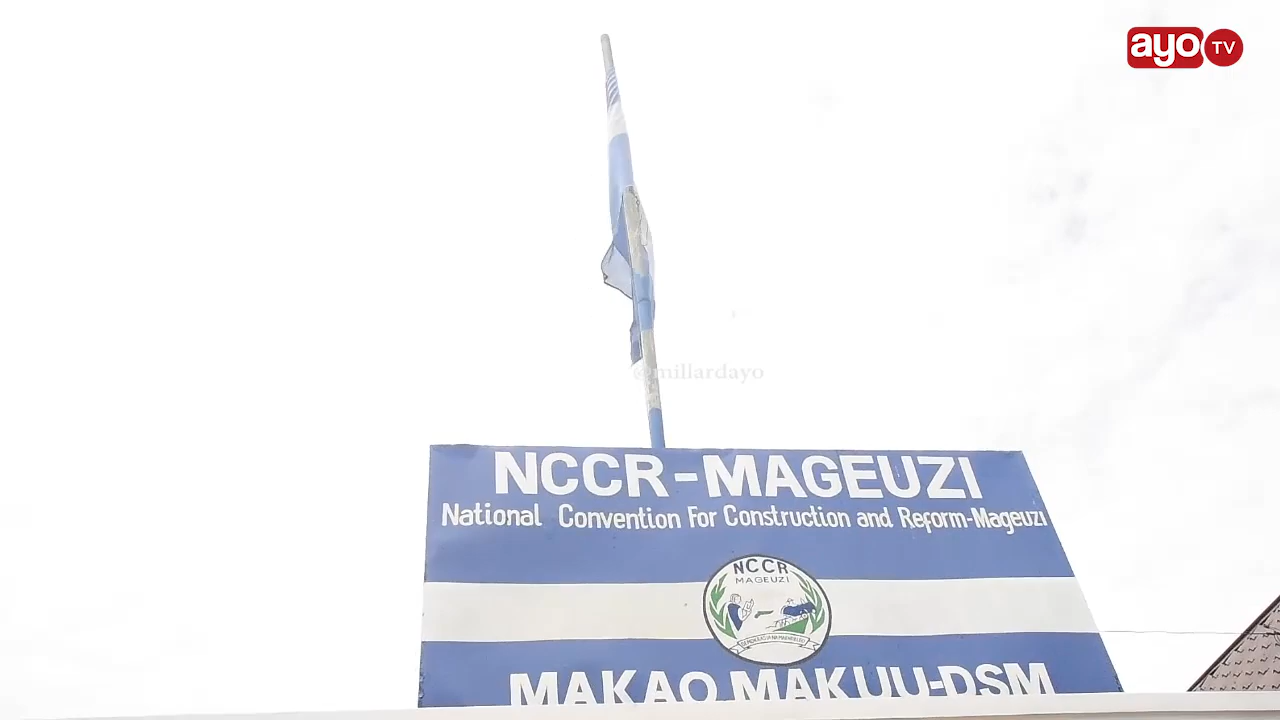 ayo TV
@millardayo
NCCR-MAGEUZI
National Convention For Construction and Reform-Mageuzi
NCCR
MAGEUZI
MAKAO MAKUU-DSM